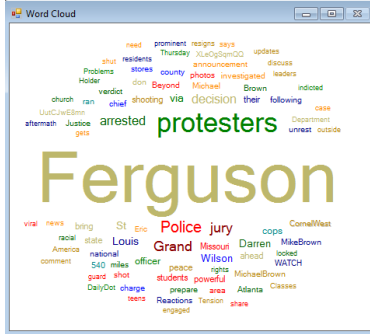 Word Cloud
need prominent resigns says
shut residents Thursday XLeOgSqmQQ updates
Problems stores county announcement discuss
Holder don Beyond photos investigated leaders
verdict Michael
church ran chief shooting via decision Brown their following indicted
UutCJwE8mn case
aftermath Justice arrested protesters Department
gets unrest outside
Ferguson
viral news bring St Eric Police jury cops CornelWest
racial state Louis Grand Missouri Darren MikeBrown
America national Wilson ahead looked
comment 540 miles officer peace rights WATCH
guard shot students powerful MichaelBrown
DailyDot charge prepare area Atlanta Classes
teens Reactions Tension share
engaged